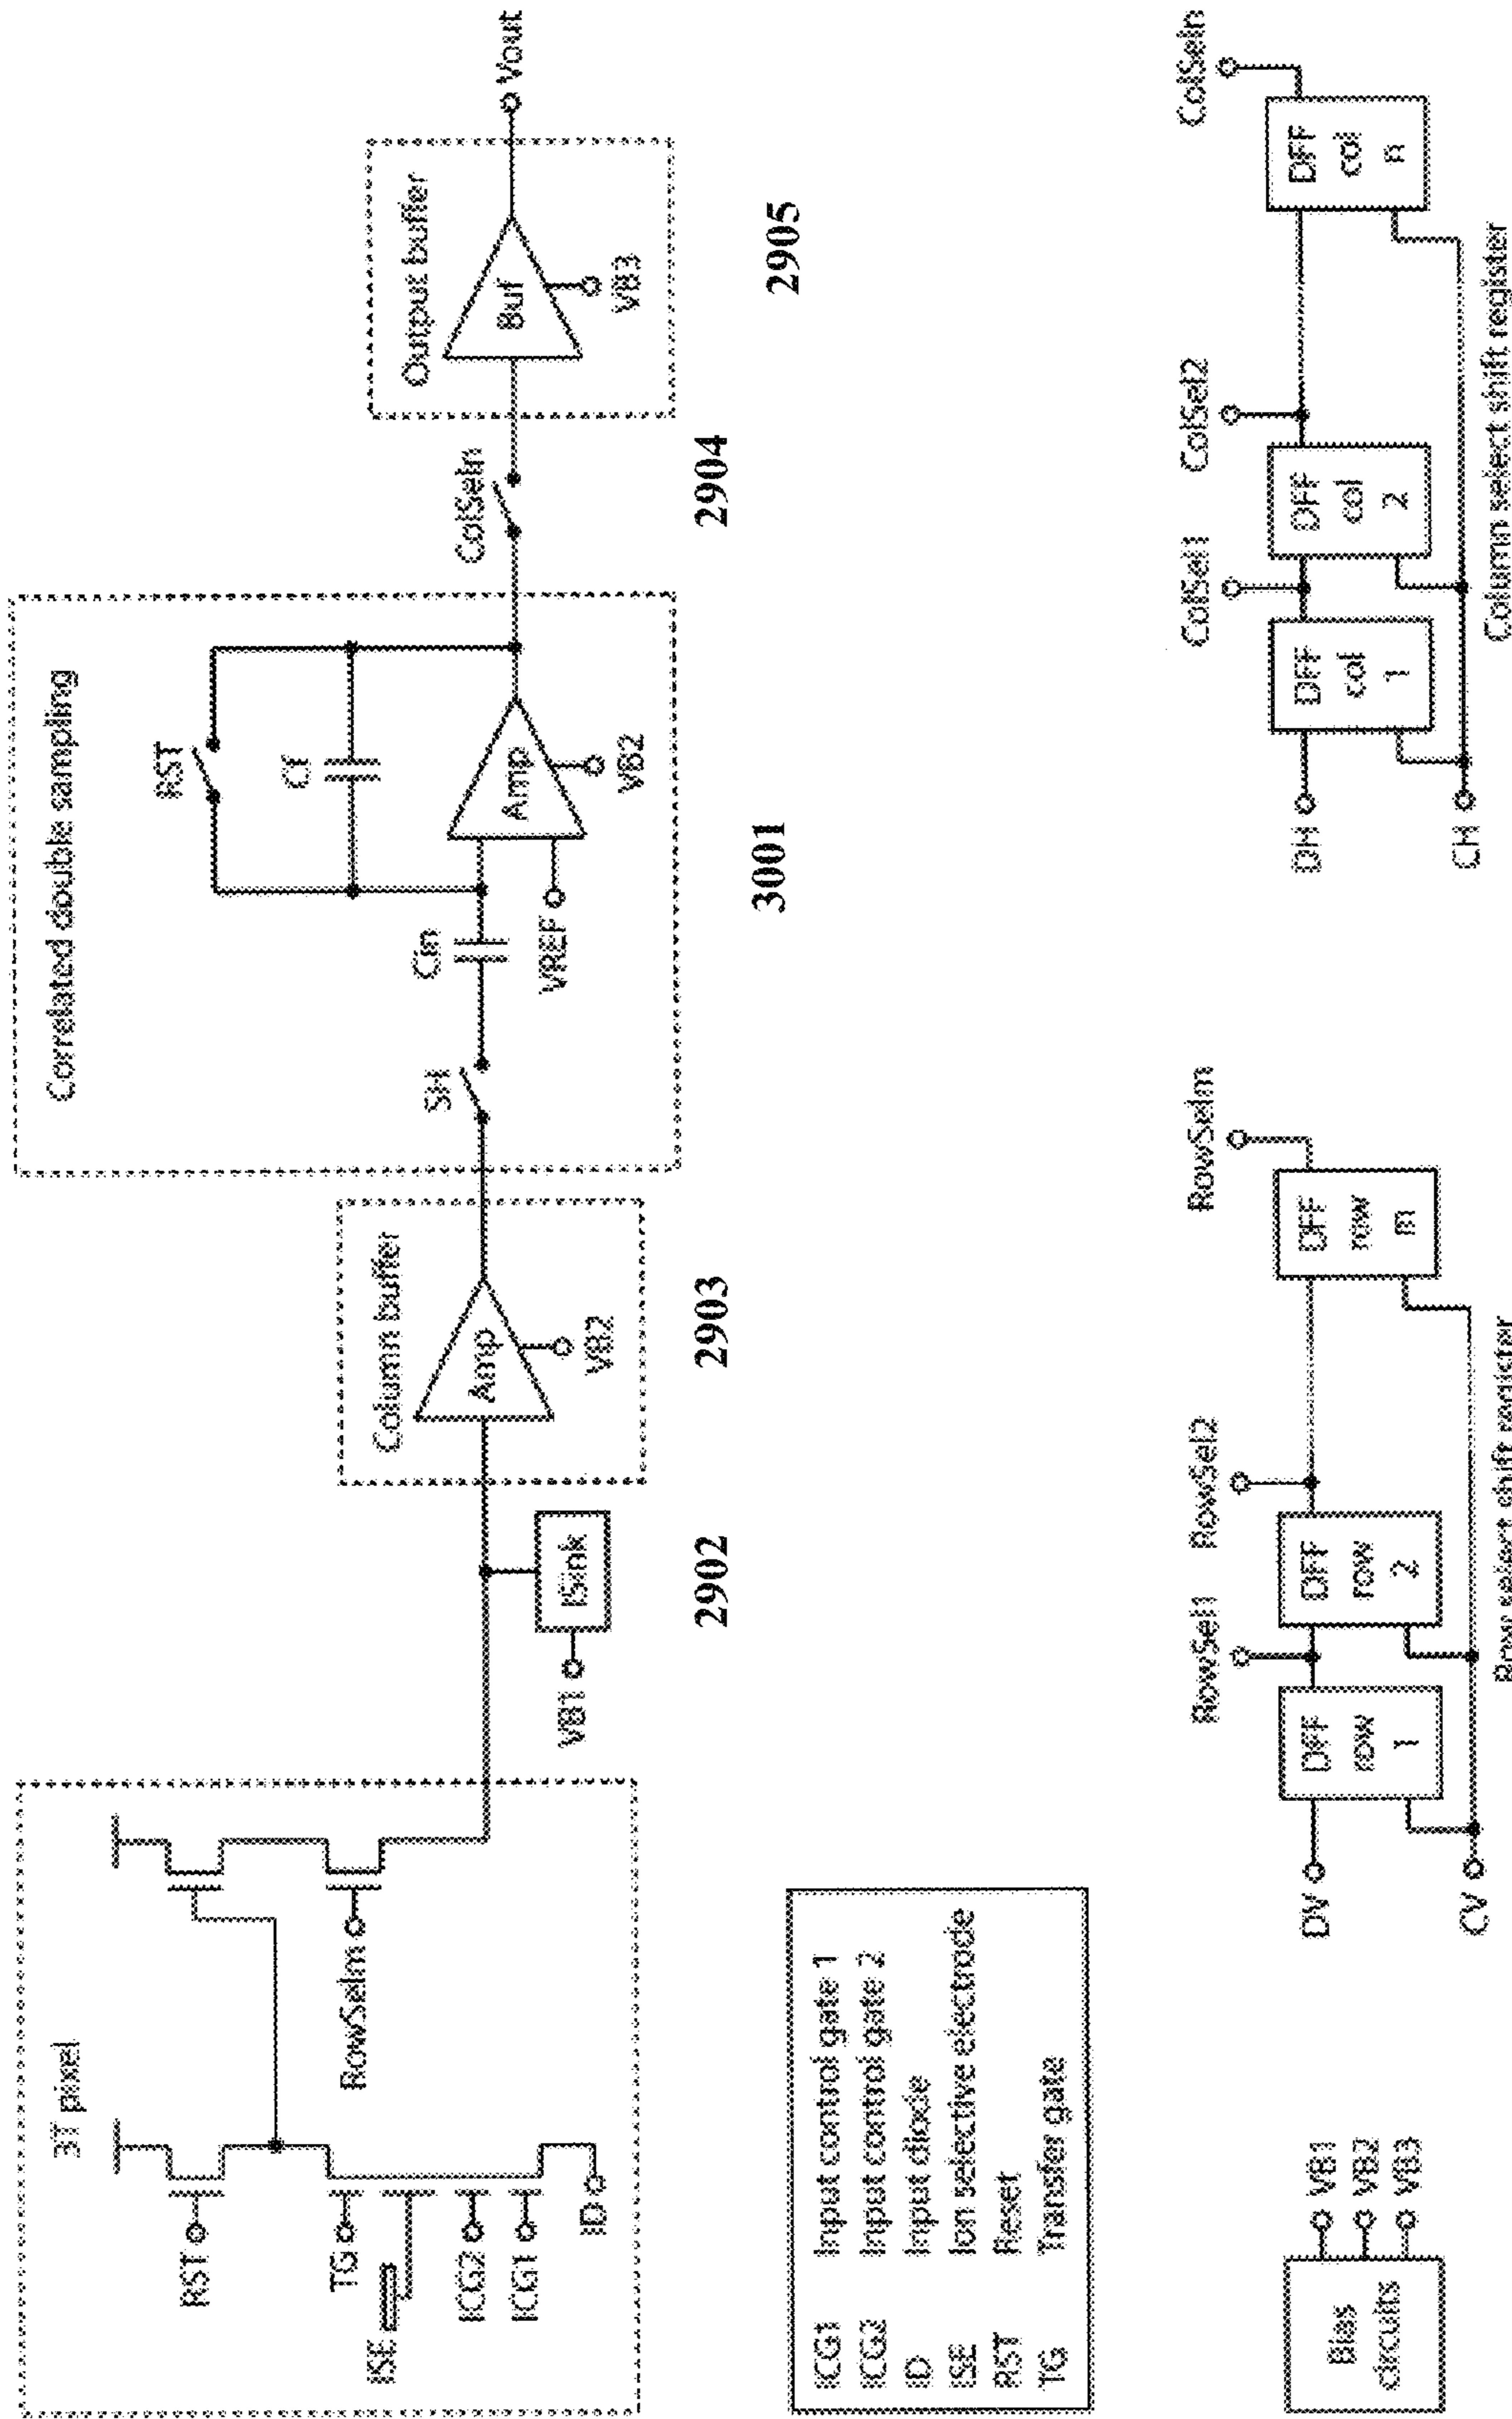 3T pixel
RST
TG
ISE
ICG2
ICG1
ID
RowSelm
VB1
ISink
2902
Column buffer
Amp
VB2
2903
Correlated double sampling
SH
Cin
VREF
RST
Cf
Amp
VB2
3001
ColSeln
2904
Output buffer
Buf
VB3
2905
Vout
ICG1 Input control gate 1
ICG2 Input control gate 2
ID Input diode
ISE Ion selective electrode
RST Reset
TG Transfer gate
Bias
circuits
VB1
VB2
VB3
DV
CV
DFF
row
1
RowSel1
DFF
row
2
RowSel2
DFF
row
m
RowSelm
Row select shift register
DH
CH
DFF
col
1
ColSel1
DFF
col
2
ColSel2
DFF
col
n
ColSeln
Column select shift register